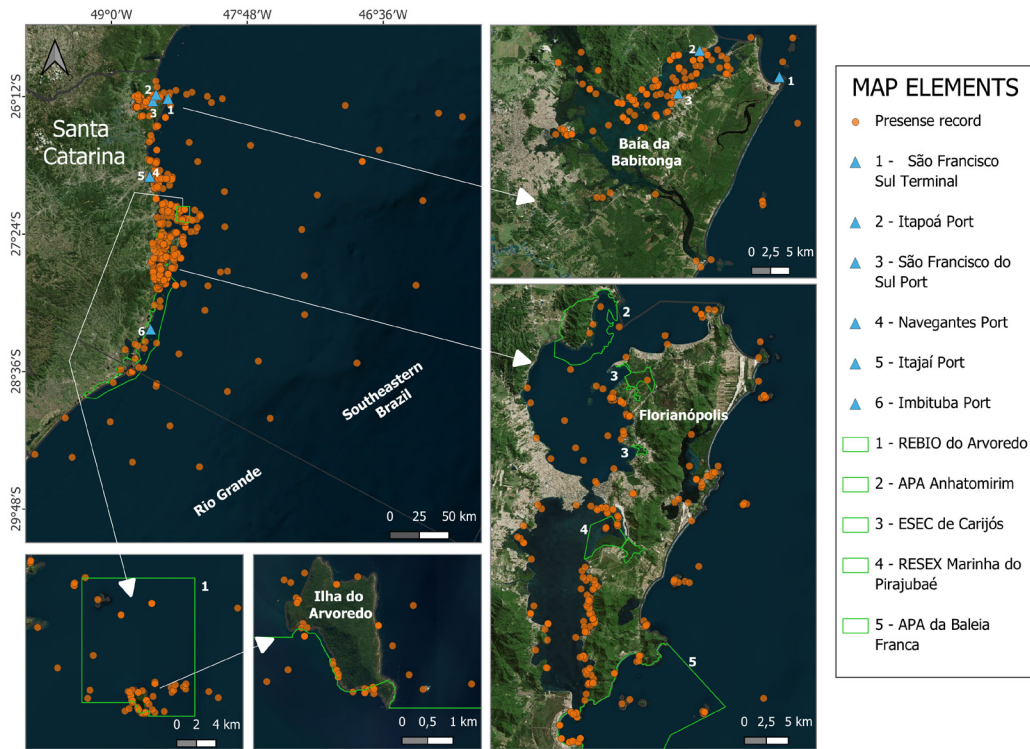 49°0'W
47°48'W
46°36'W
26°12'S
27°24'S
28°36'S
29°48'S
Santa
Catarina
2
3
1
5
4
6
Southeastern
Brazil
Rio Grande
0 25 50 km
2
1
3
Baía da
Babitonga
0 2,5 5 km
2
3
Florianópolis
3
4
5
0 2,5 5 km
1
0 2 4 km
Ilha do
Arvoredo
0 0,5 1 km
MAP ELEMENTS
Presense record
1 - São Francisco
Sul Terminal
2 - Itapoá Port
3 - São Francisco do
Sul Port
4 - Navegantes Port
5 - Itajaí Port
6 - Imbituba Port
1 - REBIO do Arvoredo
2 - APA Anhatomirim
3 - ESEC de Carijós
4 - RESEX Marinha do
Pirajubaé
5 - APA da Baleia
Franca